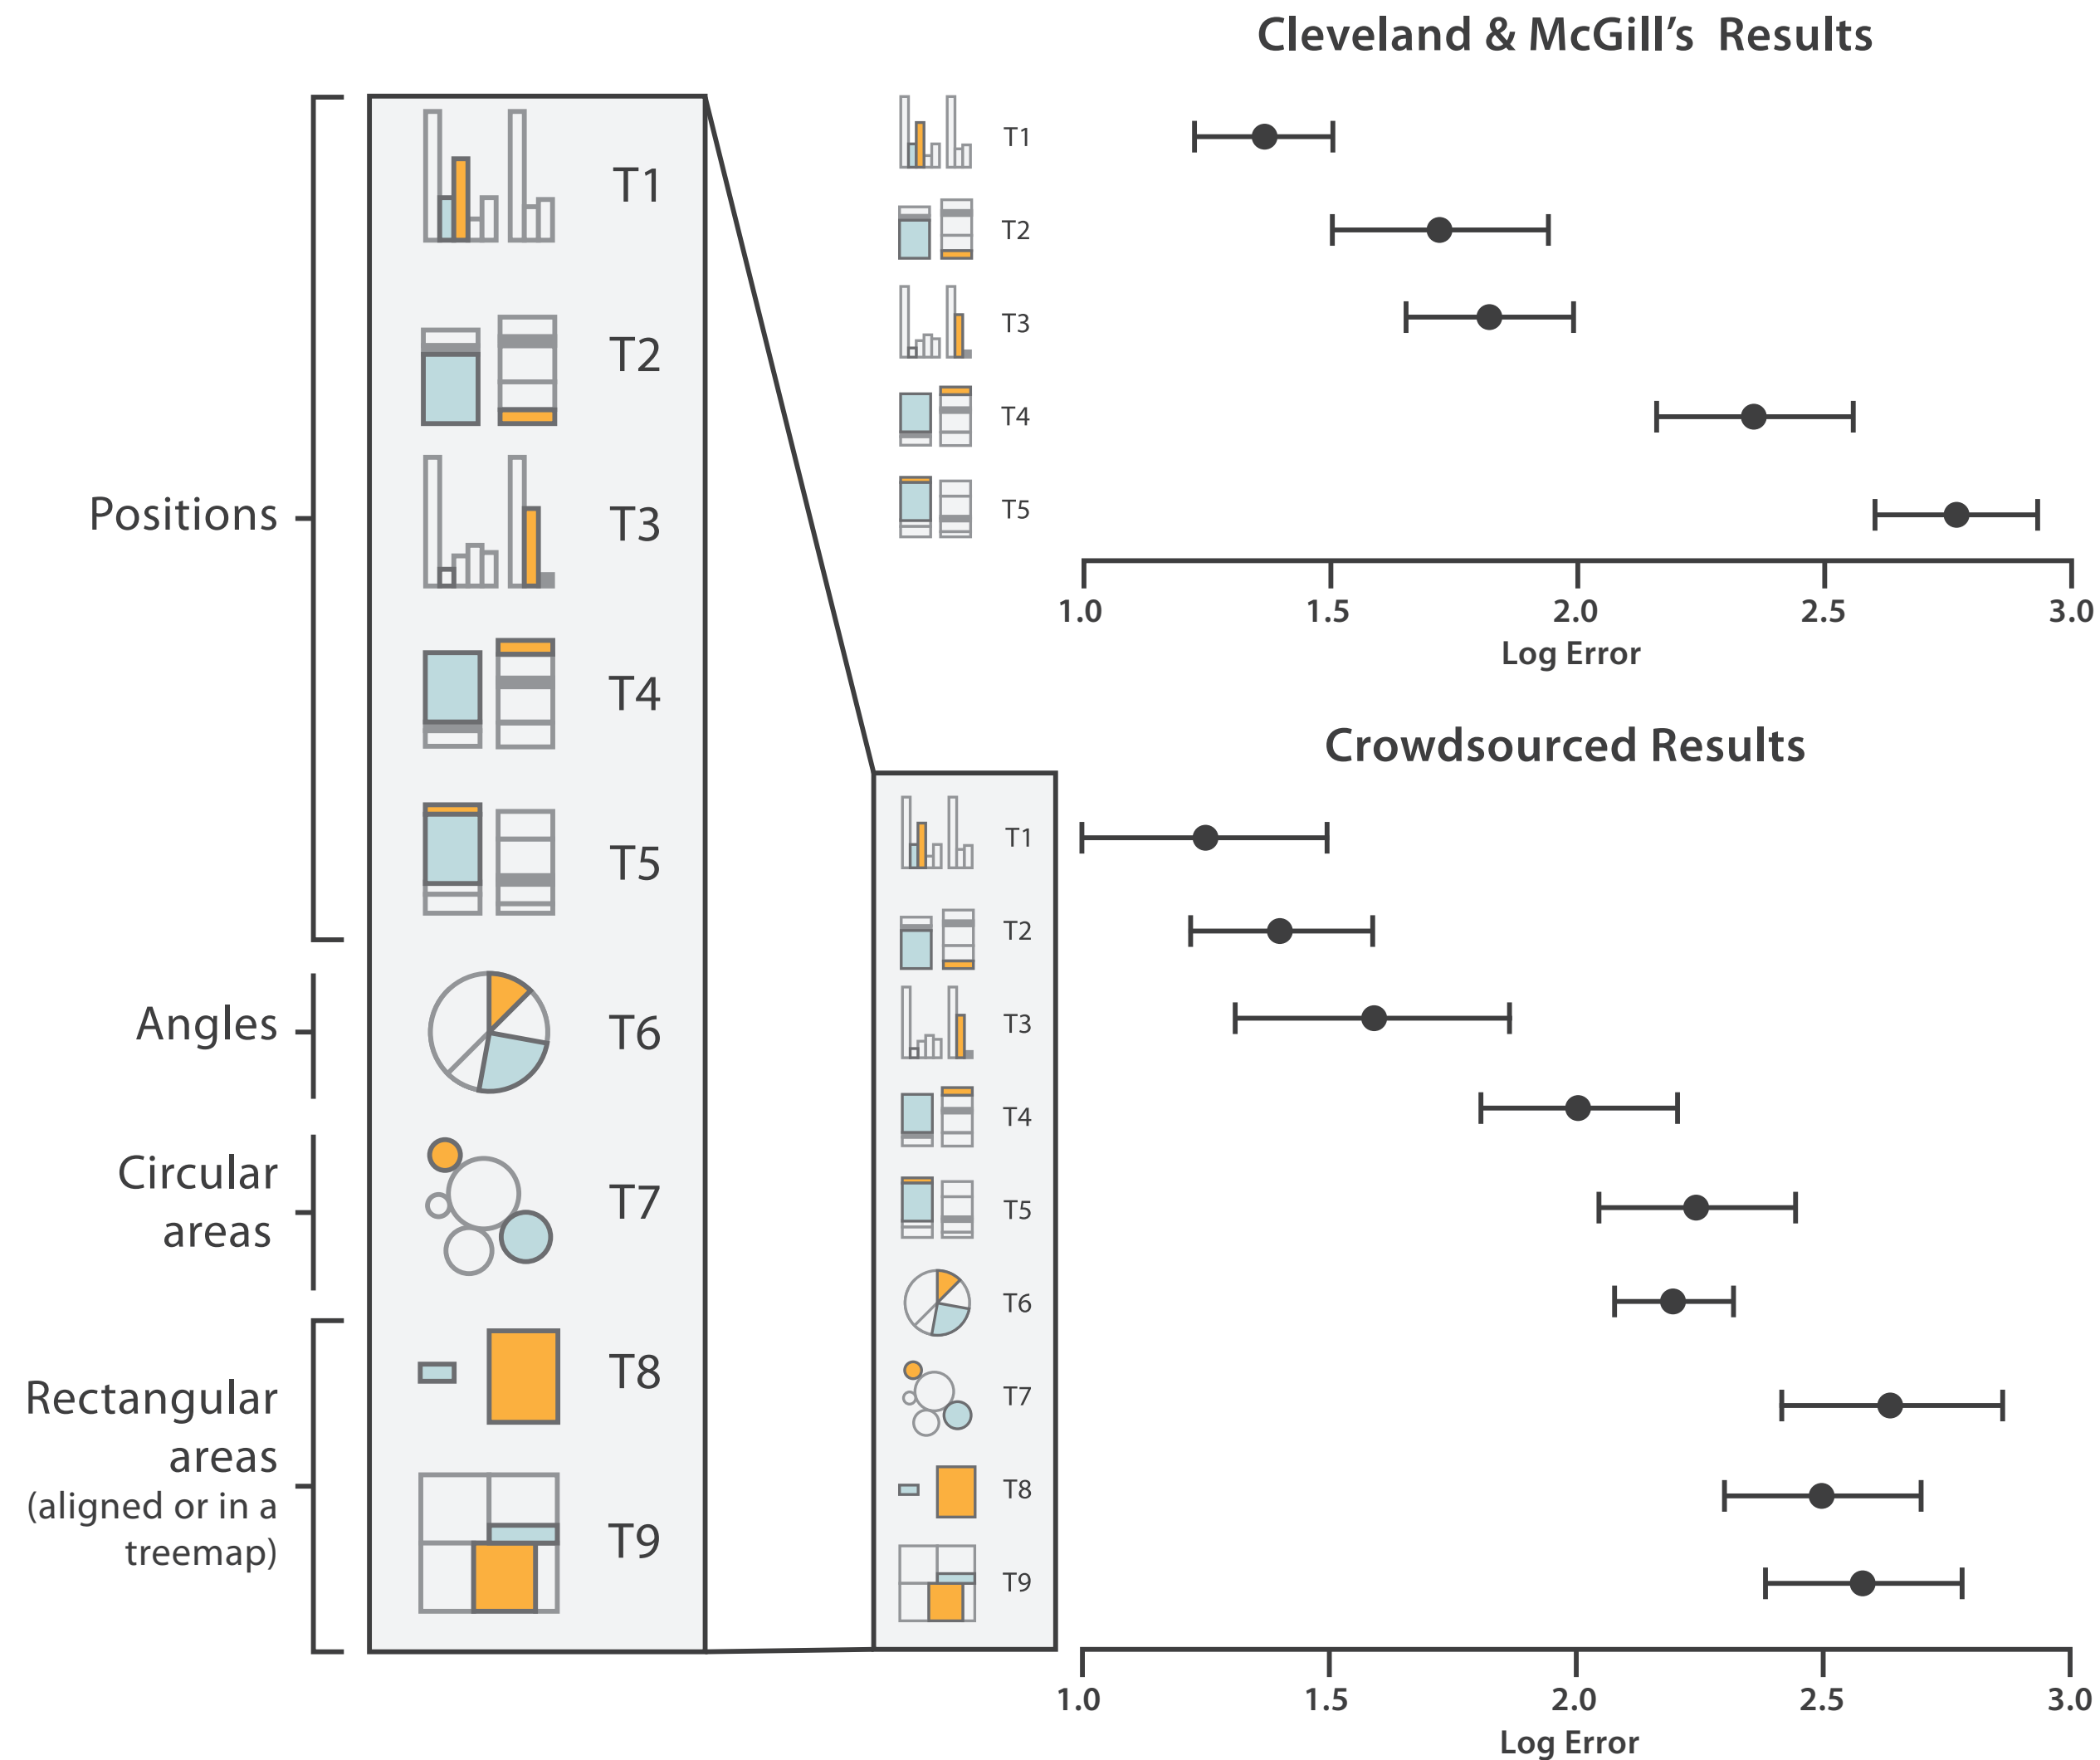 Cleveland & McGill's Results
T1
T2
T3
T4
T5
1.0 1.5 2.0 2.5 3.0
Log Error
Positions
Angles
Circular
areas
Rectangular
areas
(aligned or in a
treemap)
T1
T2
T3
T4
T5
T6
T7
T8
T9
Crowdsourced Results
T1
T2
T3
T4
T5
T6
T7
T8
T9
1.0 1.5 2.0 2.5 3.0
Log Error